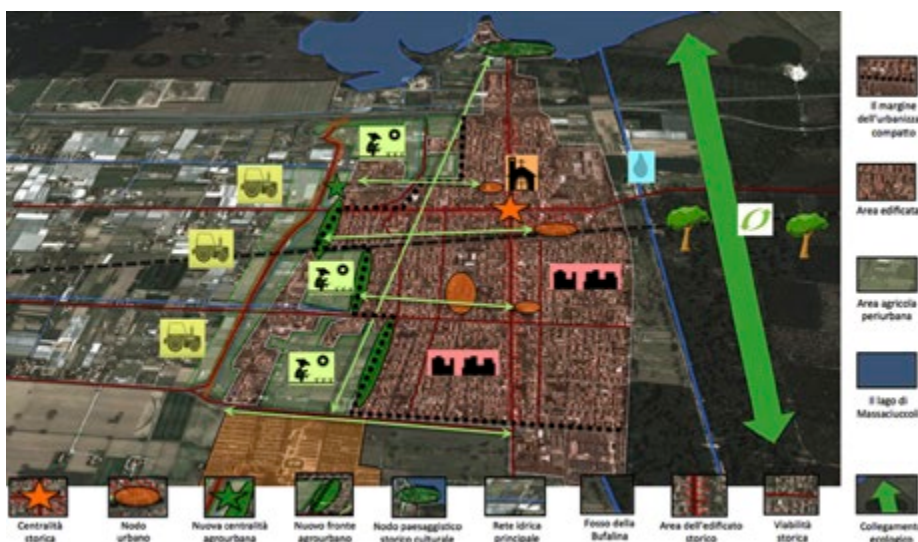 Il margine
dell'urbanizza
compatto
Area edificata
Area agricola
periurbana
Il lago di
Massaciuccoli
Centralità
storica
Nodo
urbano
Nuova centralità
agrourbana
Nuovo fronte
agrourbano
Nodo paesaggistico
storico culturale
Rete idrica
principale
Fosso della
Bufalina
Area dell'edificato
storico
Viabilità
storica
Collegamento
ecologico